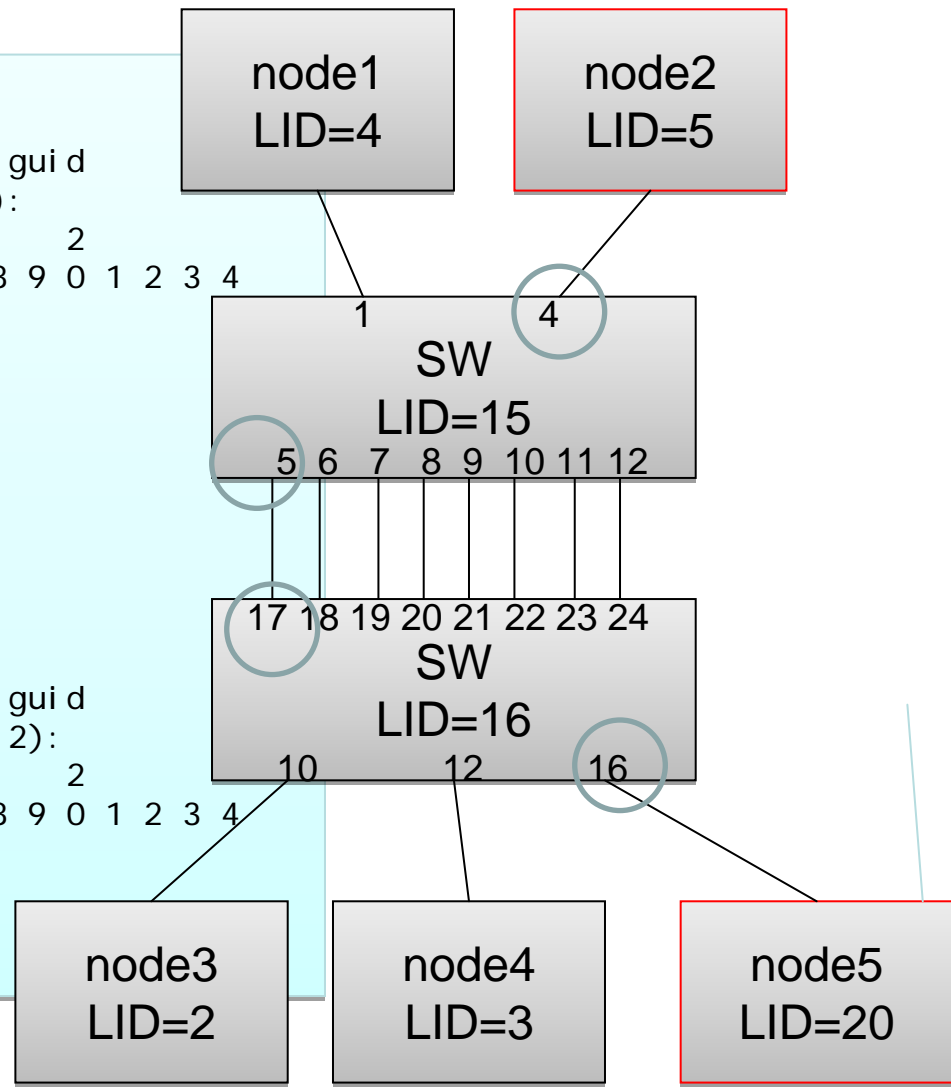 node1
LID=4
node2
LID=5
gui d
):
2
8 9 0 1 2 3 4
1
4
SW
LID=15
5 6 7 8 9 10 11 12
17 18 19 20 21 22 23 24
SW
LID=16
gui d
2):
2
8 9 0 1 2 3 4
10 12 16
node3
LID=2
node4
LID=3
node5
LID=20